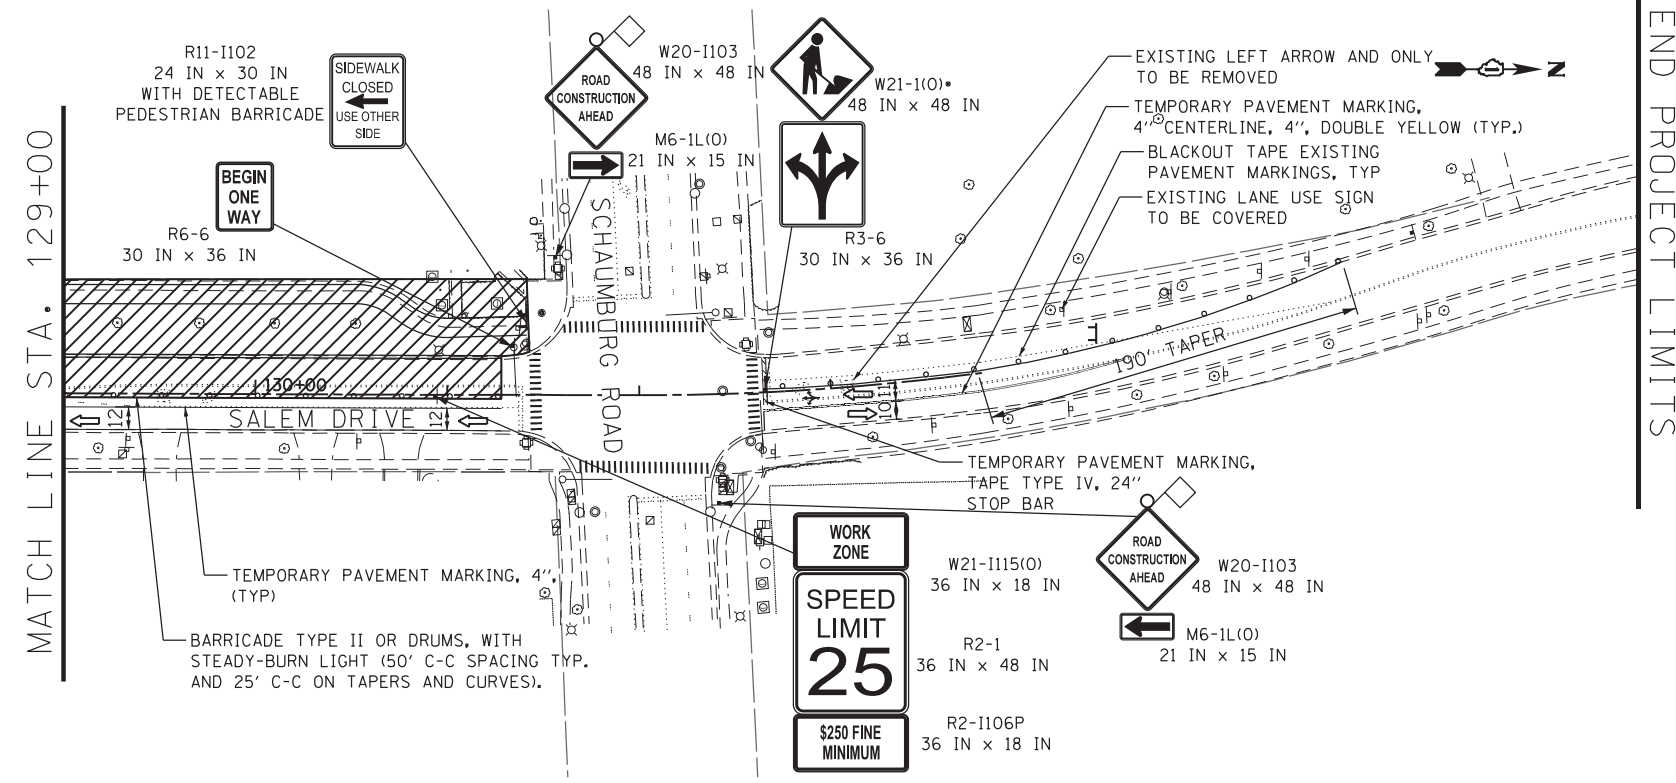 MATCH LINE STA. 129+00
R11-I102
24 IN x 30 IN
WITH DETECTABLE
PEDESTRIAN BARRICADE
SIDEWALK
CLOSED
USE OTHER
SIDE
BEGIN
ONE
WAY
R6-6
30 IN x 36 IN
ROAD
CONSTRUCTION
AHEAD
W20-I103
48 IN x 48 IN
M6-1L(O)
21 IN x 15 IN
W21-1(O)*
48 IN x 48 IN
R3-6
30 IN x 36 IN
EXISTING LEFT ARROW AND ONLY
TO BE REMOVED
N
TEMPORARY PAVEMENT MARKING,
4" CENTERLINE, 4", DOUBLE YELLOW (TYP.)
BLACKOUT TAPE EXISTING
PAVEMENT MARKINGS, TYP
EXISTING LANE USE SIGN
TO BE COVERED
END PROJECT LIMITS
SCHAUMBURG ROAD
130+00
12
SALEM DRIVE
12
11
10
190' TAPER
TEMPORARY PAVEMENT MARKING,
TAPE TYPE IV, 24"
STOP BAR
TEMPORARY PAVEMENT MARKING, 4",
(TYP)
BARRICADE TYPE II OR DRUMS, WITH
STEADY-BURN LIGHT (50' C-C SPACING TYP.
AND 25' C-C ON TAPERS AND CURVES).
WORK
ZONE
W21-I115(O)
36 IN x 18 IN
SPEED
LIMIT
25
R2-1
36 IN x 48 IN
$250 FINE
MINIMUM
R2-I106P
36 IN x 18 IN
ROAD
CONSTRUCTION
AHEAD
W20-I103
48 IN x 48 IN
M6-1L(O)
21 IN x 15 IN